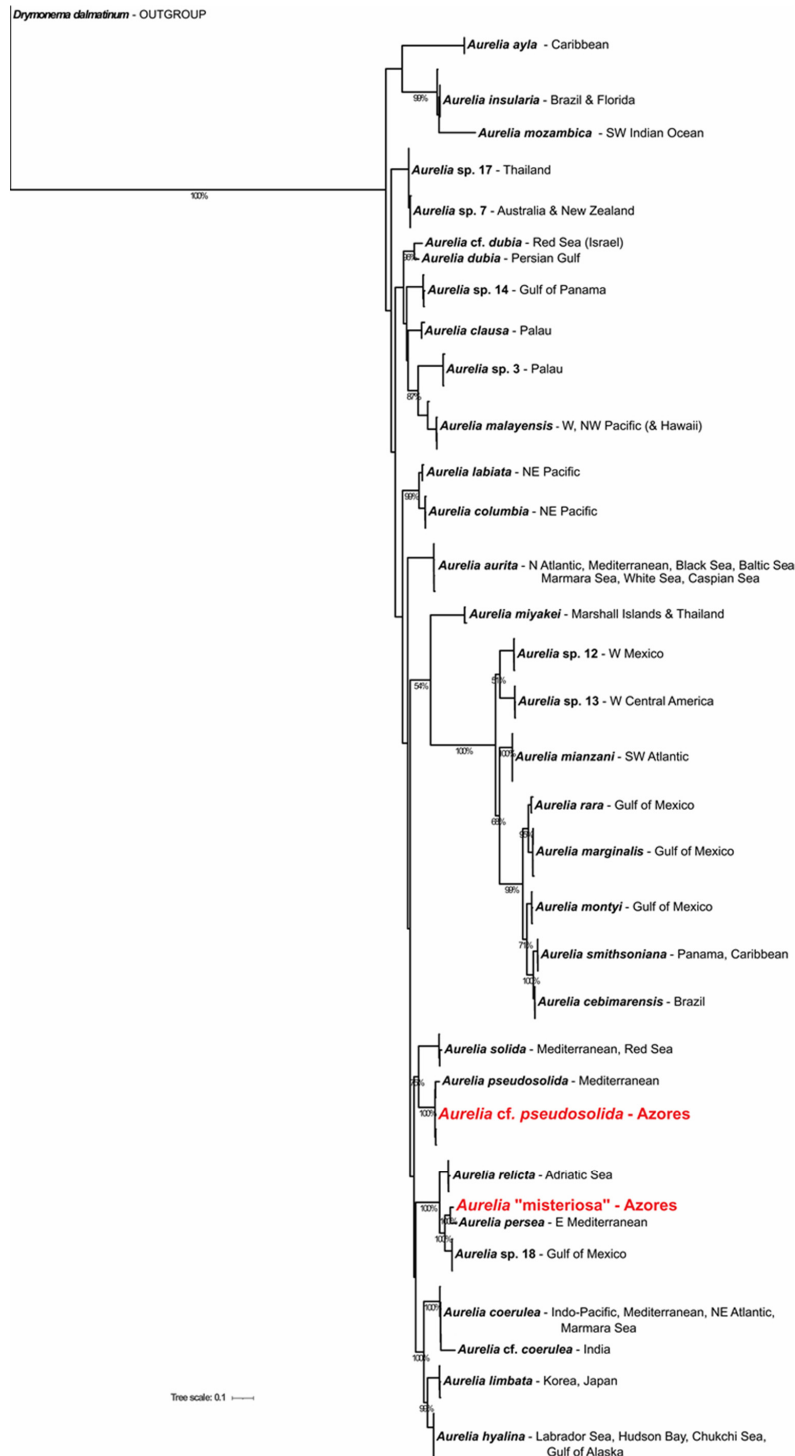 Drymonema dalmatinum - OUTGROUP
Aurelia ayla - Caribbean
99%
Aurelia insularia - Brazil & Florida
Aurelia mozambica - SW Indian Ocean
Aurelia sp. 17 - Thailand
100%
Aurelia sp. 7 - Australia & New Zealand
Aurelia cf. dubia - Red Sea (Israel)
Aurelia dubia - Persian Gulf
Aurelia sp. 14 - Gulf of Panama
Aurelia clausa - Palau
Aurelia sp. 3 - Palau
87%
Aurelia malayensis - W, NW Pacific (& Hawaii)
Aurelia labiata - NE Pacific
99%
Aurelia columbia - NE Pacific
Aurelia aurita - N Atlantic, Mediterranean, Black Sea, Baltic Sea
Marmara Sea, White Sea, Caspian Sea
Aurelia miyakei - Marshall Islands & Thailand
Aurelia sp. 12 - W Mexico
54%
Aurelia sp. 13 - W Central America
100%
100%
Aurelia mianzani - SW Atlantic
Aurelia rara - Gulf of Mexico
Aurelia marginalis - Gulf of Mexico
99%
Aurelia montyi - Gulf of Mexico
71%
Aurelia smithsoniana - Panama, Caribbean
100%
Aurelia cebimarensis - Brazil
Aurelia solida - Mediterranean, Red Sea
Aurelia pseudosolida - Mediterranean
100%
Aurelia cf. pseudosolida - Azores
Aurelia relicta - Adriatic Sea
100%
Aurelia "misteriosa" - Azores
Aurelia persea - E Mediterranean
100%
Aurelia sp. 18 - Gulf of Mexico
100%
Aurelia coerulea - Indo-Pacific, Mediterranean, NE Atlantic,
Marmara Sea
Aurelia cf. coerulea - India
100%
Aurelia limbata - Korea, Japan
Tree scale: 0.1
99%
Aurelia hyalina - Labrador Sea, Hudson Bay, Chukchi Sea,
Gulf of Alaska